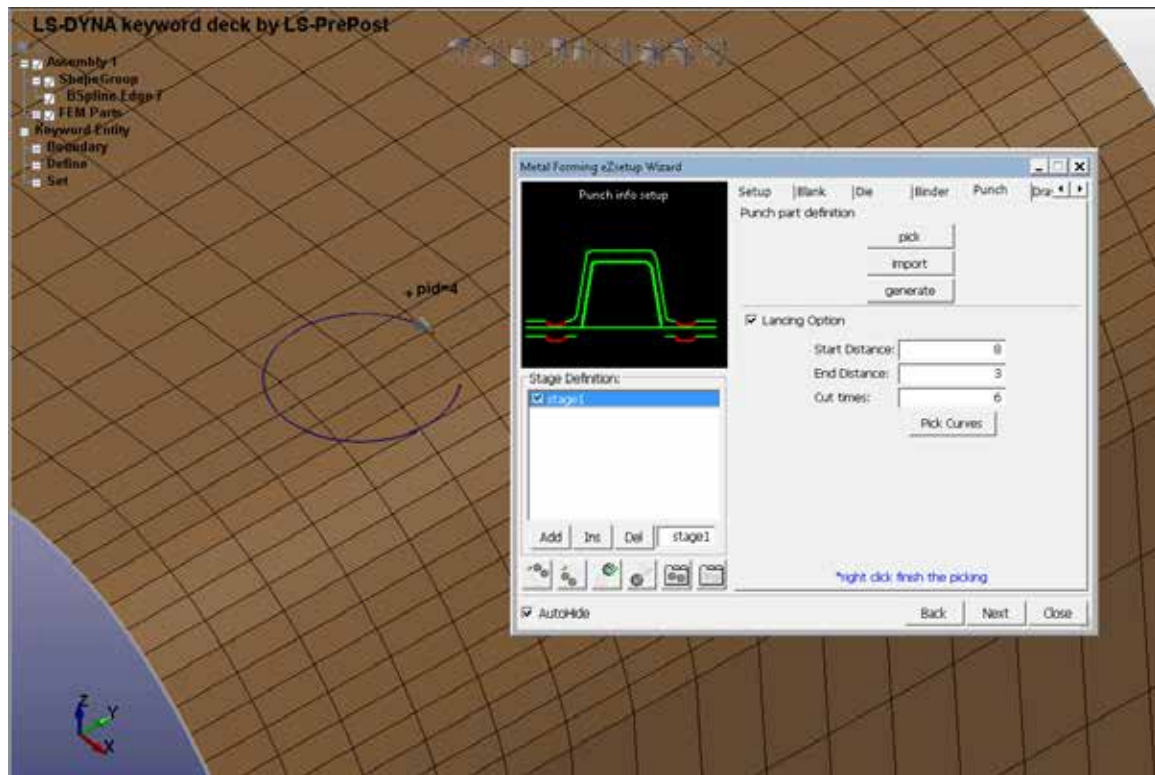 LS-DYNA keyword deck by LS-PrePost
Assembly 1
ShapeGroup
BSpline Edge 7
FEM Parts
Keyword Entity
Boundary
Define
Set
pid=4
Metal Forming eZsetup Wizard
Punch info setup
Setup Blank Die Binder Punch Dra
Punch part definition
pick
import
generate
Lancing Option
Start Distance: 8
End Distance: 3
Cut times: 6
Pick Curves
Stage Definition:
stage1
Add Ins Del stage1
*right click finish the picking
AutoHide Back Next Close
Z
Y
X